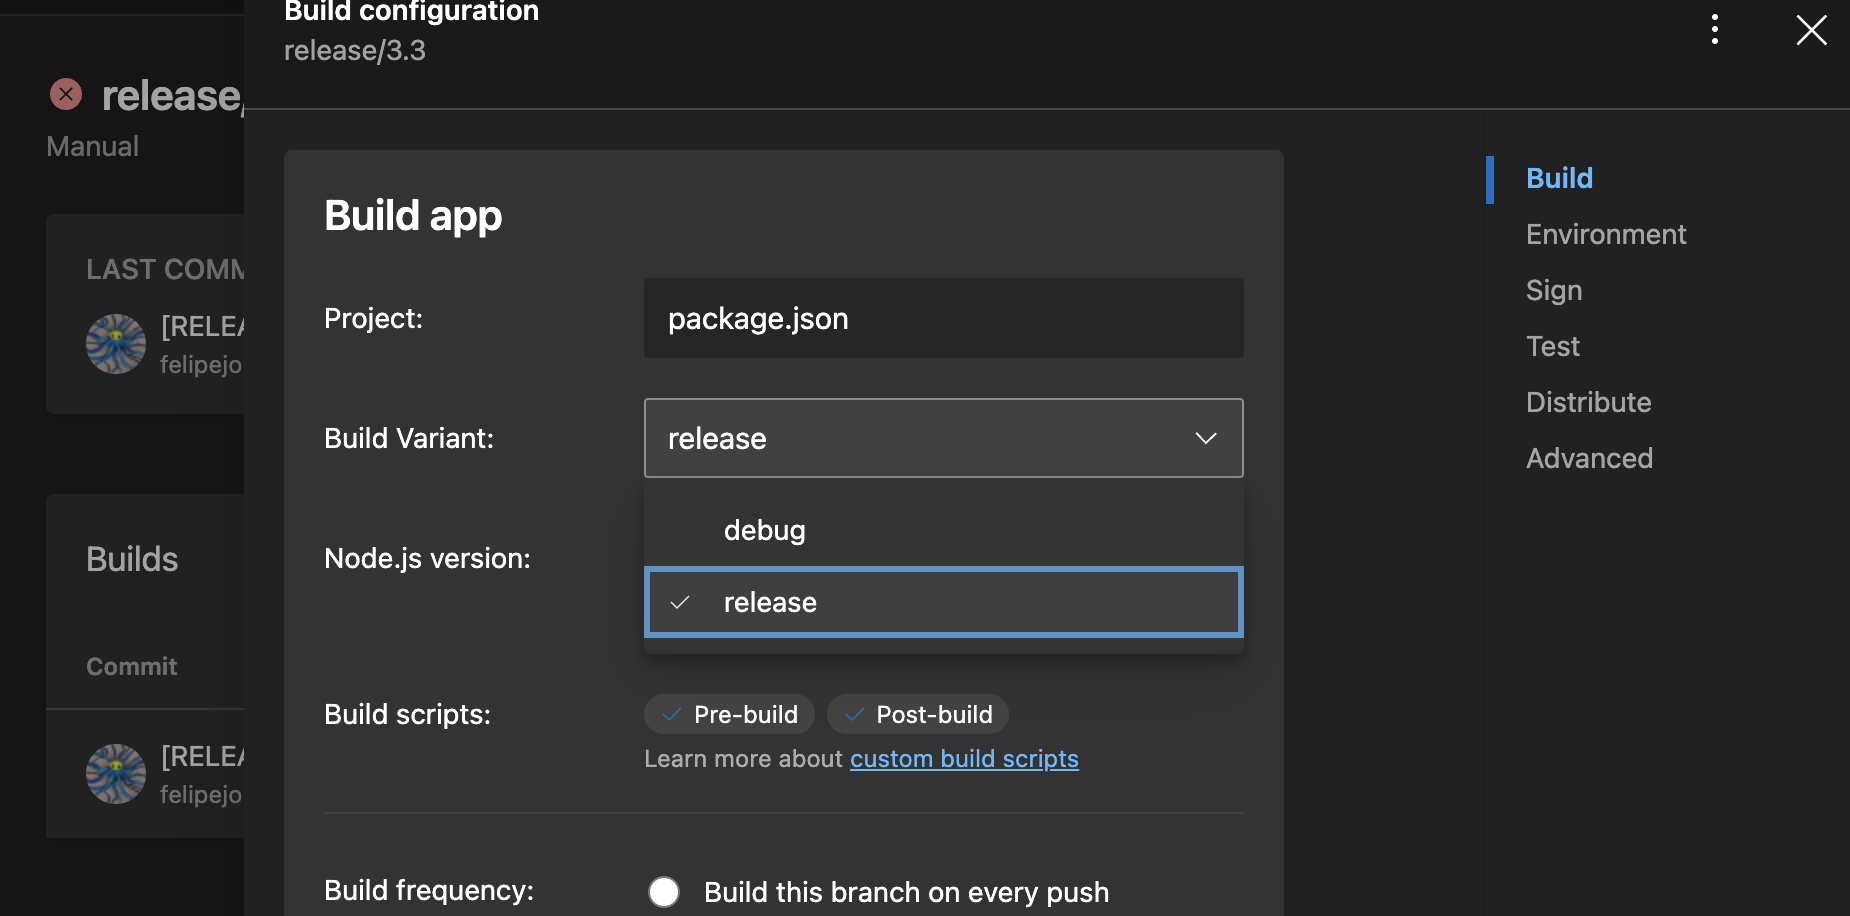 Build configuration
release/3.3
release/
Manual
LAST COMM
[RELEA
felipejo
Builds
Commit
[RELEA
felipejo
Build app
Project:
package.json
Build Variant:
release
debug
release
Node.js version:
Build scripts:
Pre-build
Post-build
Learn more about custom build scripts
Build frequency:
Build this branch on every push
Build
Environment
Sign
Test
Distribute
Advanced